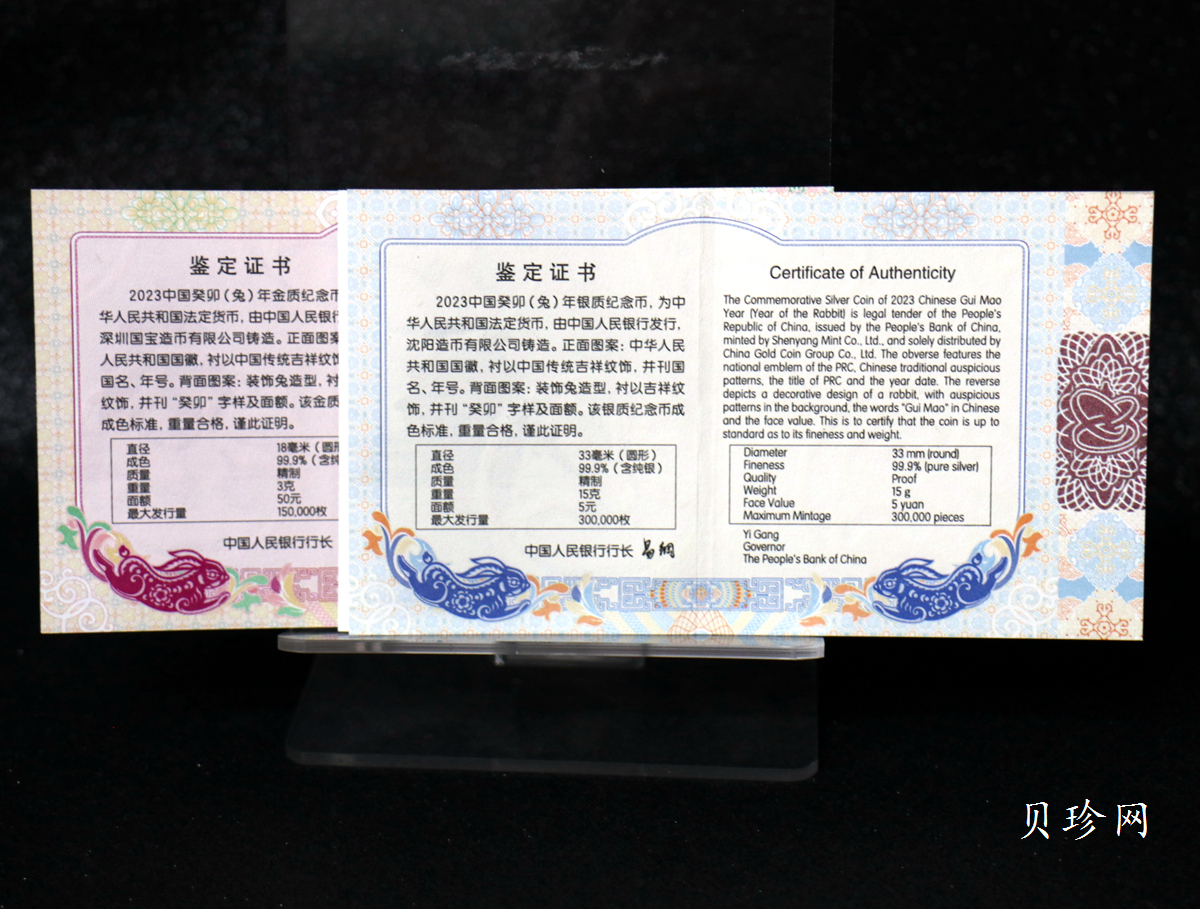 鉴定证书
2023中国癸卯（兔）年金质纪念币
华人民共和国法定货币，由中国人民银行
深圳国宝造币有限公司铸造。正面图案：
人民共和国国徽，衬以中国传统吉祥纹饰
国名、年号。背面图案：装饰兔造型，衬
纹饰，并刊“癸卯”字样及面额。该金质
成色标准，重量合格，谨此证明。
直径 18毫米（圆形
成色 99.9%（含纯
质量 精制
重量 3克
面额 50元
最大发行量 150,000枚
中国人民银行行长
鉴定证书
2023中国癸卯（兔）年银质纪念币，为中
华人民共和国法定货币，由中国人民银行发行，
沈阳造币有限公司铸造。正面图案：中华人民
共和国国徽，衬以中国传统吉祥纹饰，并刊国
名、年号。背面图案：装饰兔造型，衬以吉祥纹
饰，并刊“癸卯”字样及面额。该银质纪念币成
色标准，重量合格，谨此证明。
直径 33毫米（圆形）
成色 99.9%（含纯银）
质量 精制
重量 15克
面额 5元
最大发行量 300,000枚
中国人民银行行长 易纲
Certificate of Authenticity
The Commemorative Silver Coin of 2023 Chinese Gui Mao
Year (Year of the Rabbit) is legal tender of the People's
Republic of China, issued by the People's Bank of China,
minted by Shenyang Mint Co., Ltd., and solely distributed by
China Gold Coin Group Co., Ltd. The obverse features the
national emblem of the PRC, Chinese traditional auspicious
patterns, the title of PRC and the year date. The reverse
depicts a decorative design of a rabbit, with auspicious
patterns in the background, the words "Gui Mao" in Chinese
and the face value. This is to certify that the coin is up to
standard as to its fineness and weight.
Diameter 33 mm (round)
Fineness 99.9% (pure silver)
Quality Proof
Weight 15 g
Face Value 5 yuan
Maximum Mintage 300,000 pieces
Yi Gang
Governor
The People's Bank of China
贝珍网